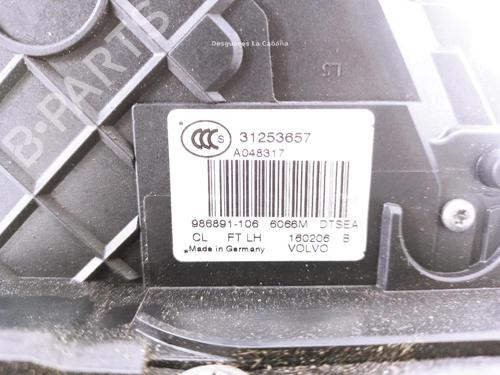 Desguaces La Cabaña
B-PARTS
L5
CCC S 31253657
A048317
986891-106 6066M DTSEA
CL FT LH 160206 B
Made in Germany VOLVO